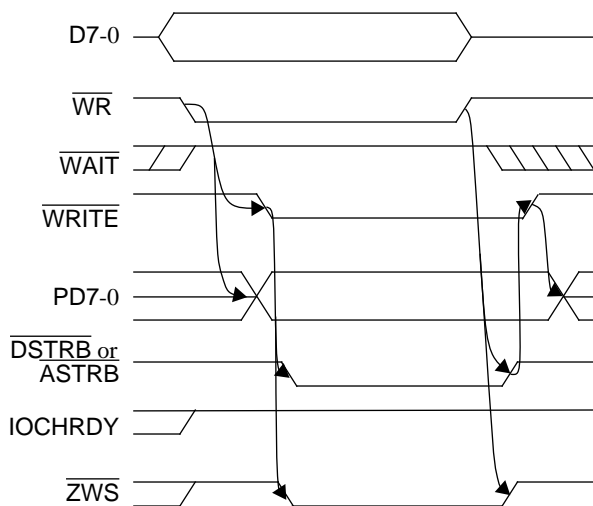 D7-0
WR
WAIT
WRITE
PD7-0
DSTRB or
ASTRB
IOCHRDY
ZWS